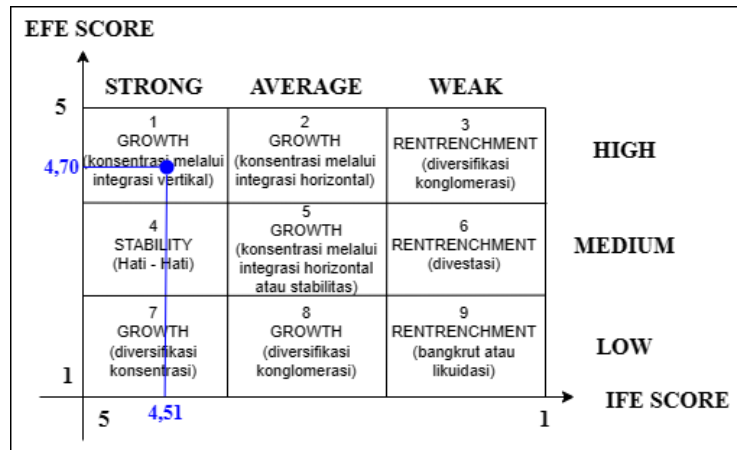 EFE SCORE
STRONG AVERAGE WEAK
5
1
GROWTH
(konsentrasi melalui
integrasi vertikal)
2
GROWTH
(konsentrasi melalui
integrasi horizontal)
3
RENTRENCHMENT
(diversifikasi
konglomerasi)
HIGH
4,70
4
STABILITY
(Hati - Hati)
5
GROWTH
(konsentrasi melalui
integrasi horizontal
atau stabilitas)
6
RENTRENCHMENT
(divestasi)
MEDIUM
7
GROWTH
(diversifikasi
konsentrasi)
8
GROWTH
(diversifikasi
konglomerasi)
9
RENTRENCHMENT
(bangkrut atau
likuidasi)
LOW
1
5
4,51
1
IFE SCORE